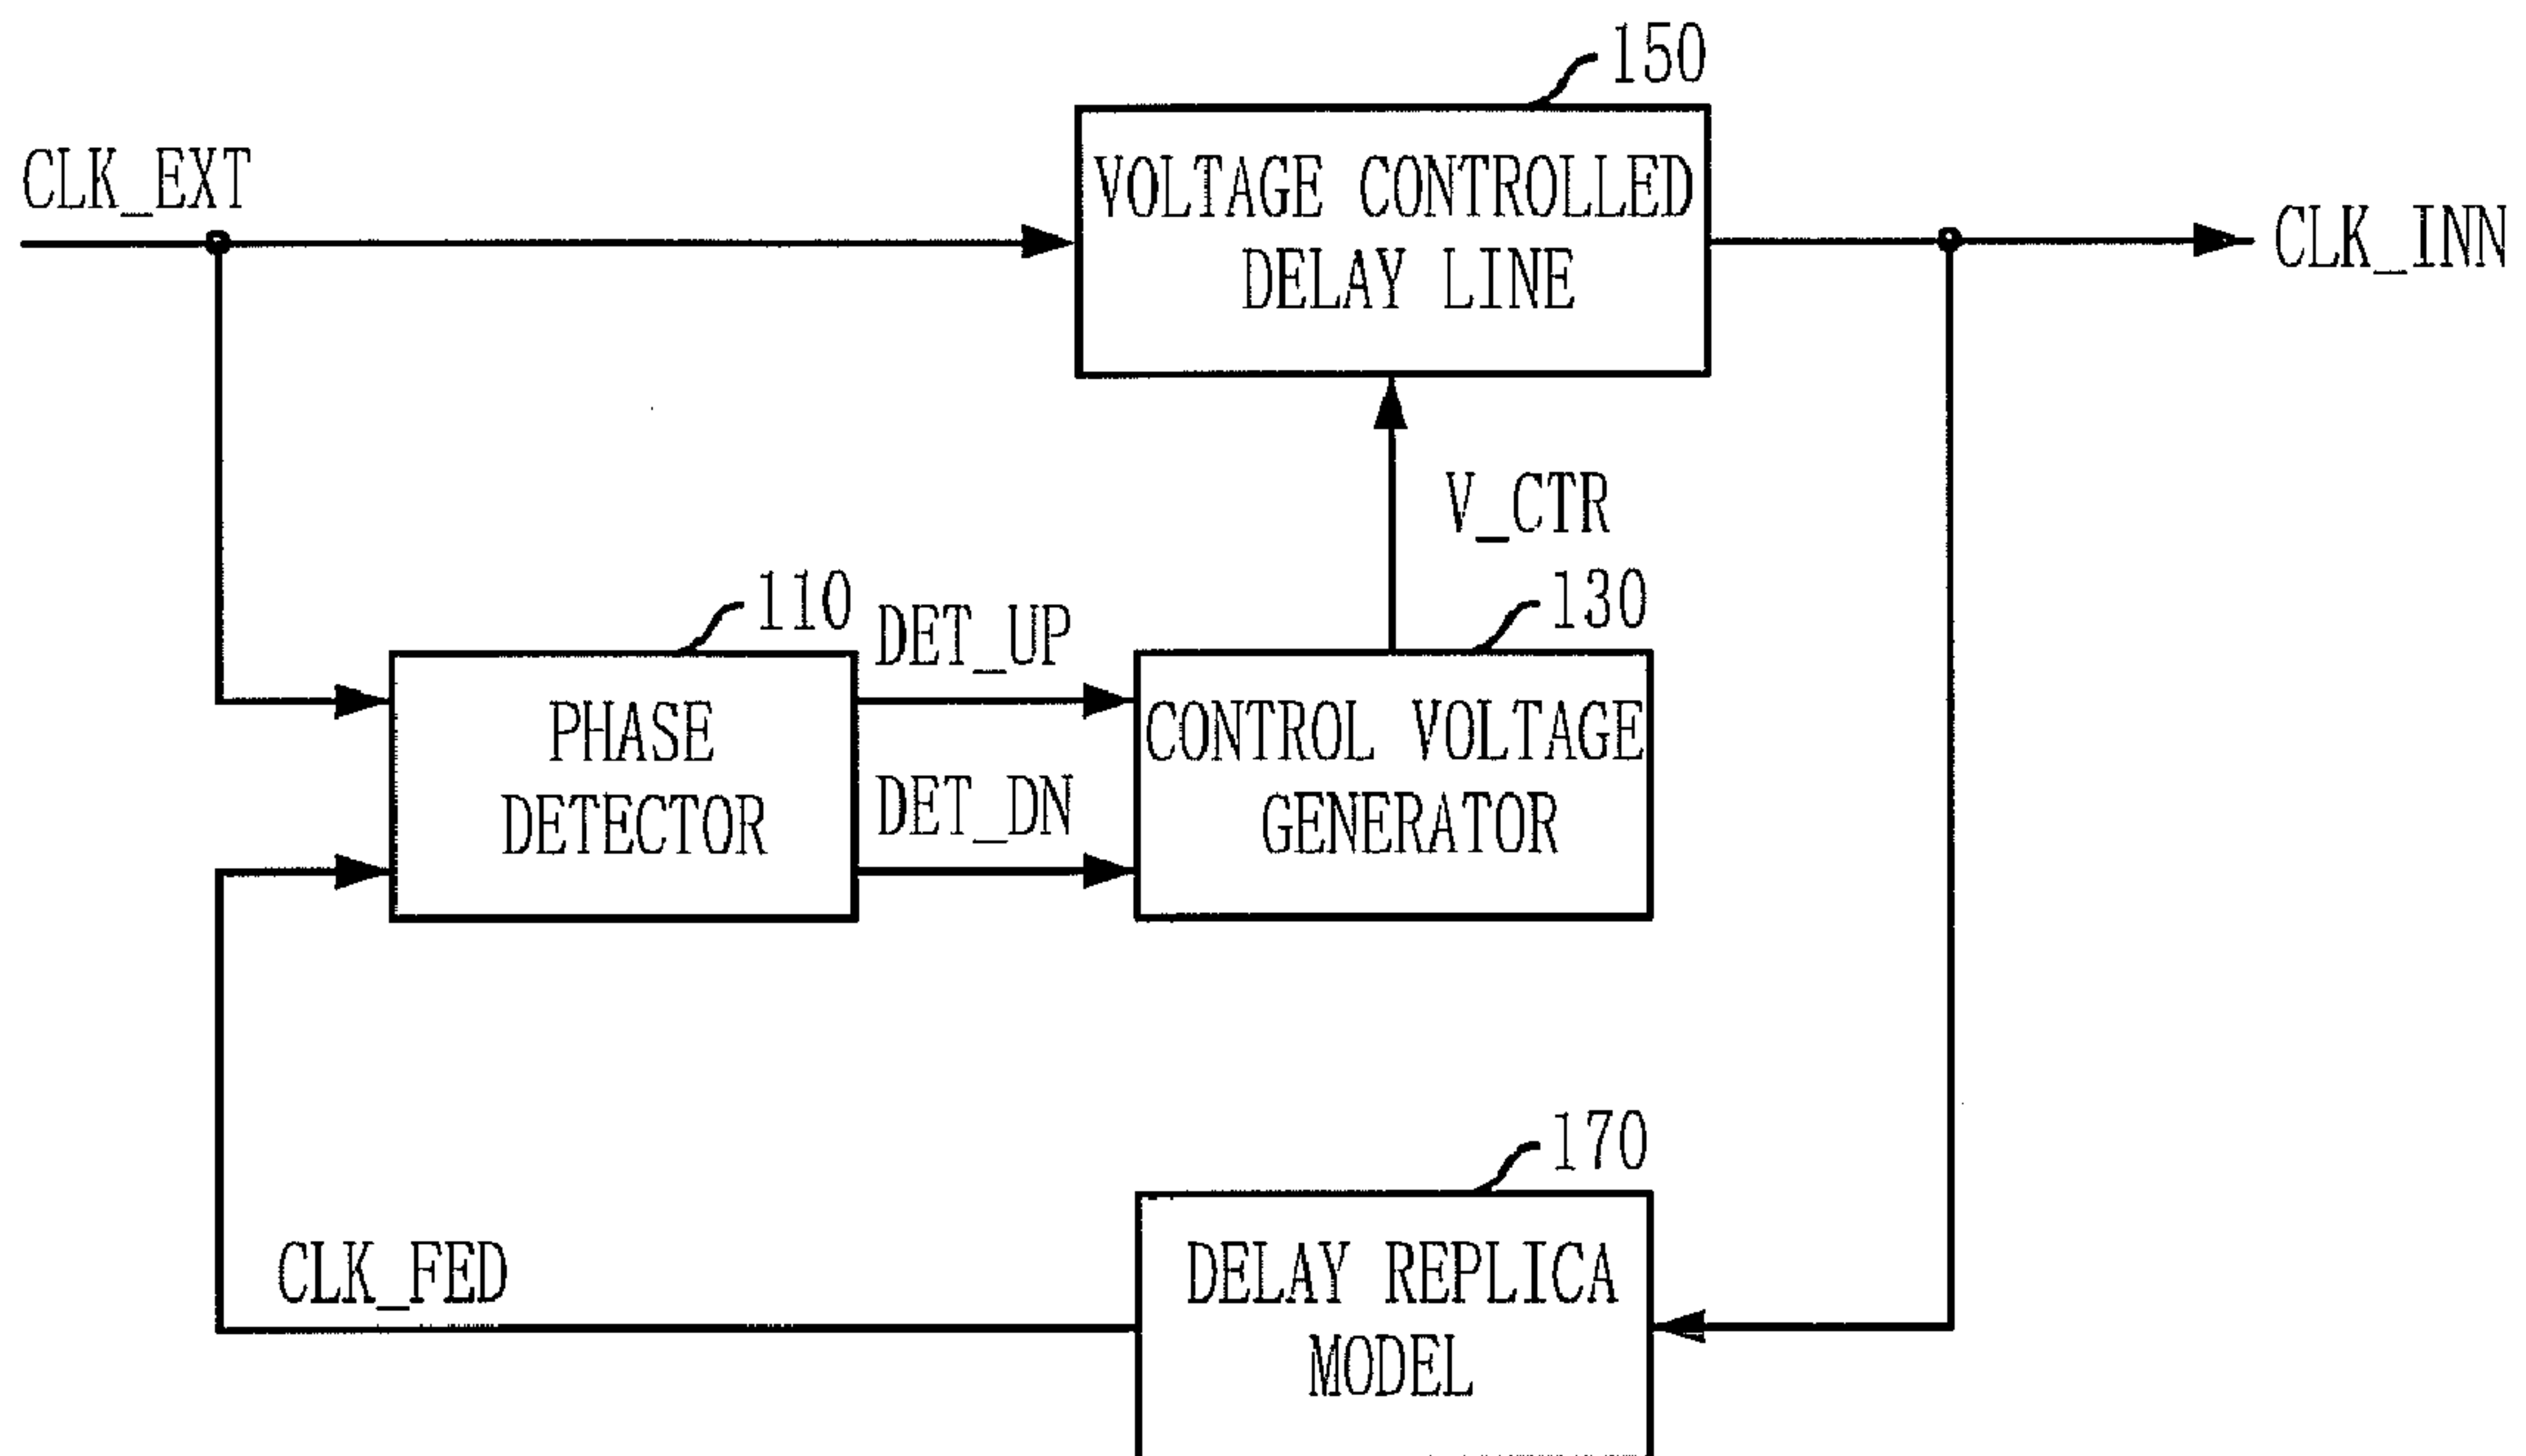 150
CLK_EXT
VOLTAGE CONTROLLED
DELAY LINE
CLK_INN
V_CTR
110
DET_UP
130
PHASE
DETECTOR
DET_DN
CONTROL VOLTAGE
GENERATOR
170
CLK_FED
DELAY REPLICA
MODEL